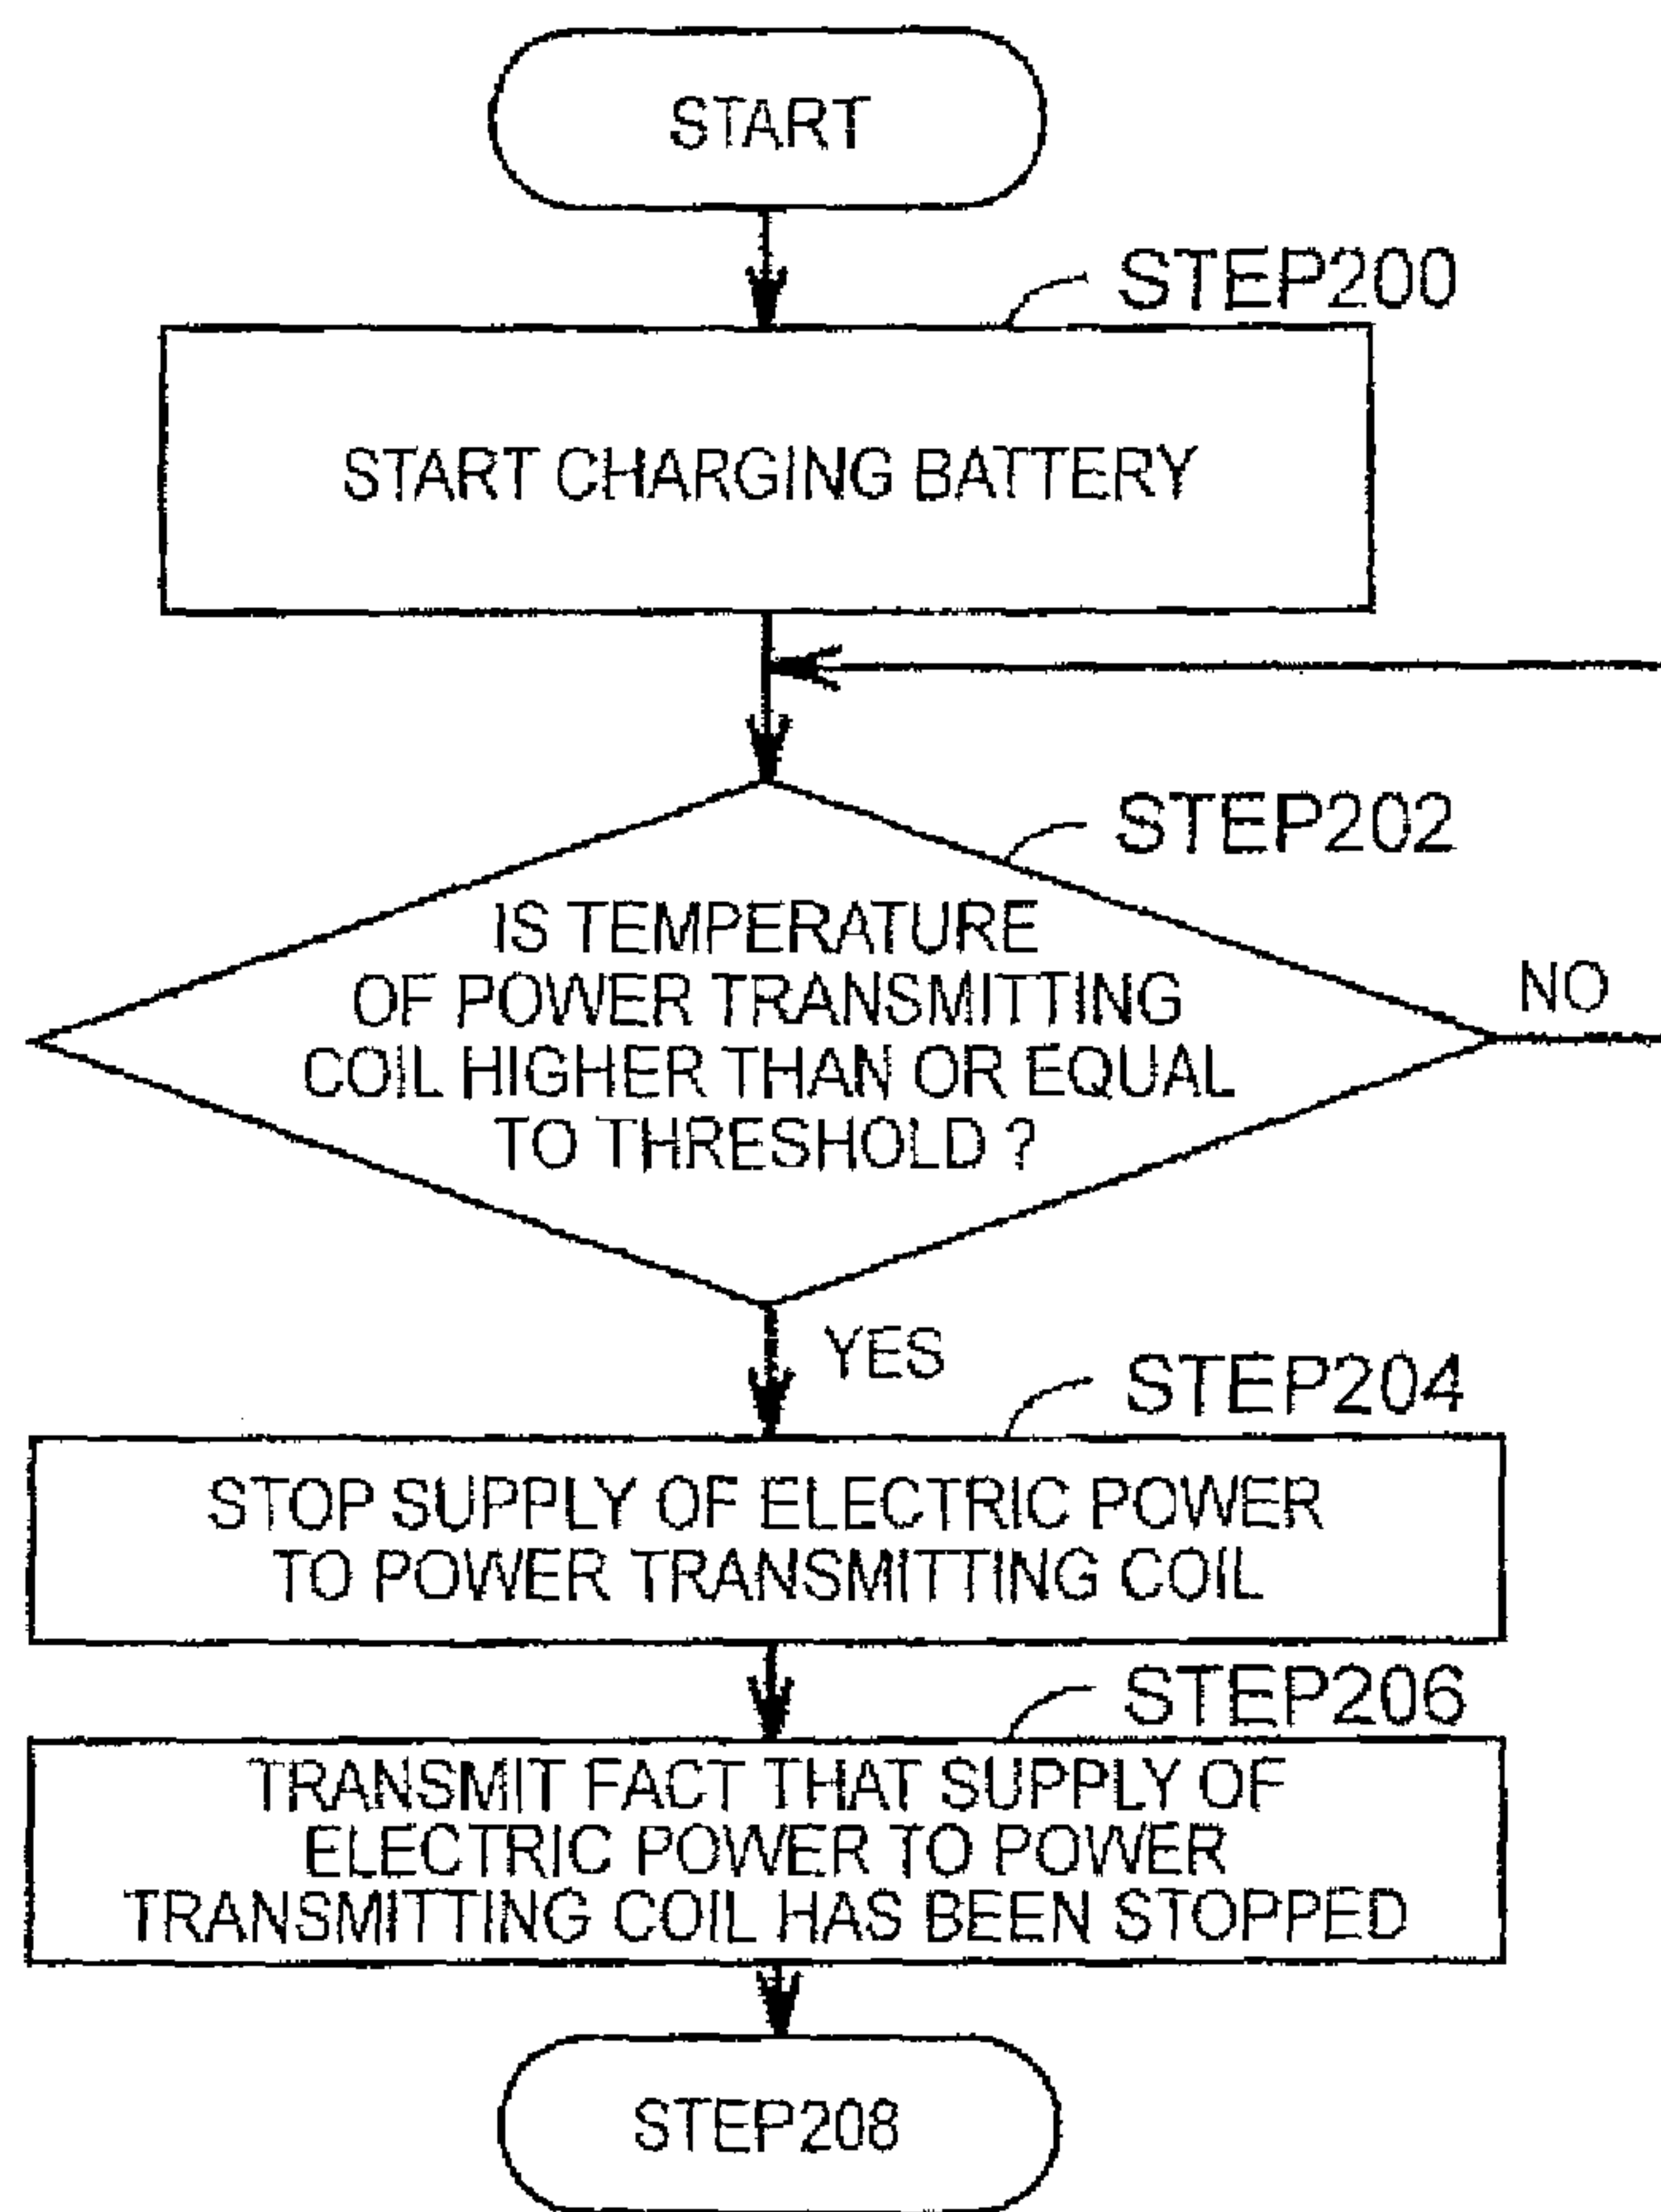 START
STEP200
START CHARGING BATTERY
STEP202
IS TEMPERATURE
OF POWER TRANSMITTING
COIL HIGHER THAN OR EQUAL
TO THRESHOLD ?
NO
YES
STEP204
STOP SUPPLY OF ELECTRIC POWER
TO POWER TRANSMITTING COIL
STEP206
TRANSMIT FACT THAT SUPPLY OF
ELECTRIC POWER TO POWER
TRANSMITTING COIL HAS BEEN STOPPED
STEP208